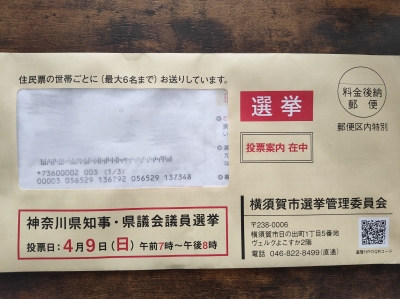 住民票の世帯ごとに(最大6名まで)お送りしています。
選挙
料金後納
郵便
郵便区内特別
投票案内 在中
*73600002 003 (1/3)
00003 056529 136792 056529 137348
神奈川県知事・県議会議員選挙
投票日:4月9日(日)午前7時~午後8時
横須賀市選挙管理委員会
〒238-0006
横須賀市日の出町1丁目5番地
ヴェルクよこすか2階
電話 046-822-8499(直通)